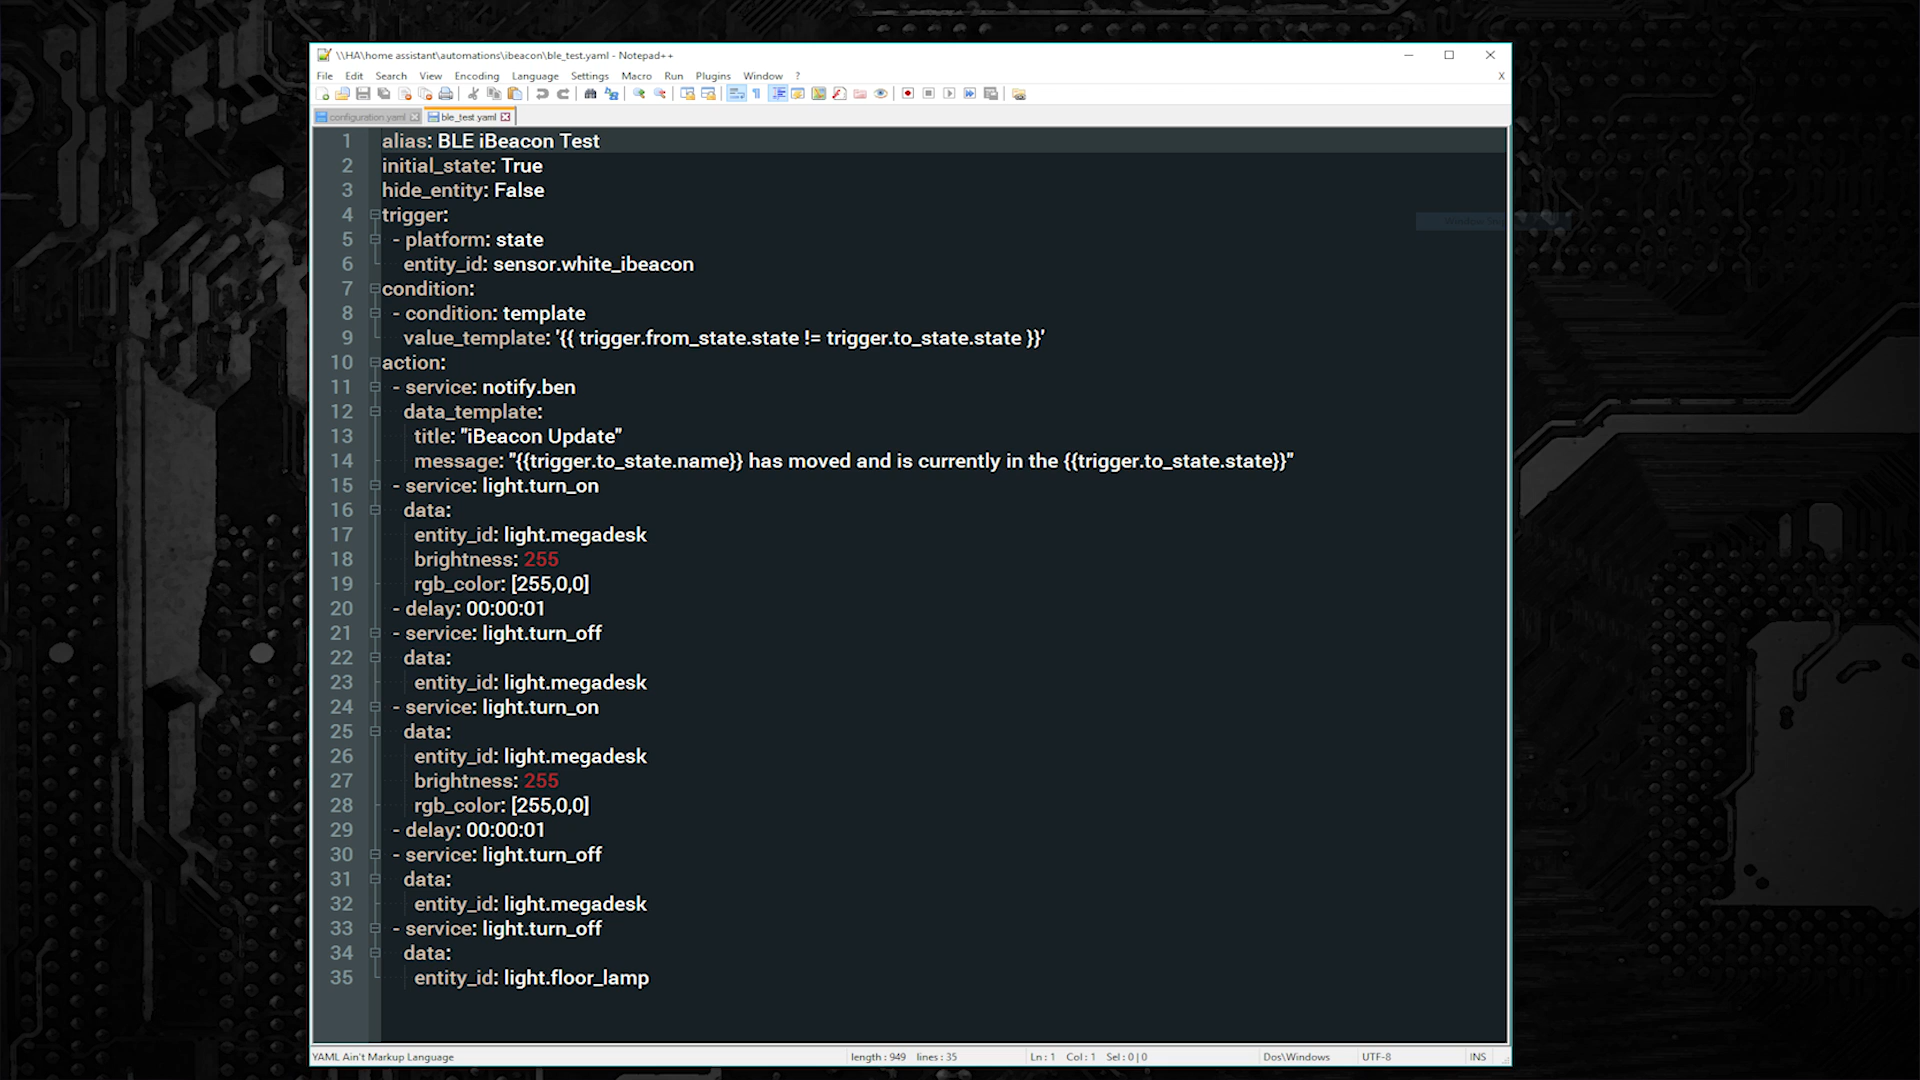 \\HA\home assistant\automations\ibeacon\ble_test.yaml - Notepad++
File Edit Search View Encoding Language Settings Macro Run Plugins Window ? X
configuration.yaml ble_test.yaml
1 alias: BLE iBeacon Test
2 initial_state: True
3 hide_entity: False
4 trigger:
5 - platform: state
6 entity_id: sensor.white_ibeacon
7 condition:
8 - condition: template
9 value_template: '{{ trigger.from_state.state != trigger.to_state.state }}'
10 action:
11 - service: notify.ben
12 data_template:
13 title: "iBeacon Update"
14 message: "{{trigger.to_state.name}} has moved and is currently in the {{trigger.to_state.state}}"
15 - service: light.turn_on
16 data:
17 entity_id: light.megadesk
18 brightness: 255
19 rgb_color: [255,0,0]
20 - delay: 00:00:01
21 - service: light.turn_off
22 data:
23 entity_id: light.megadesk
24 - service: light.turn_on
25 data:
26 entity_id: light.megadesk
27 brightness: 255
28 rgb_color: [255,0,0]
29 - delay: 00:00:01
30 - service: light.turn_off
31 data:
32 entity_id: light.megadesk
33 - service: light.turn_off
34 data:
35 entity_id: light.floor_lamp
YAML Ain't Markup Language length : 949 lines : 35 Ln : 1 Col : 1 Sel : 0 | 0 Dos\Windows UTF-8 INS